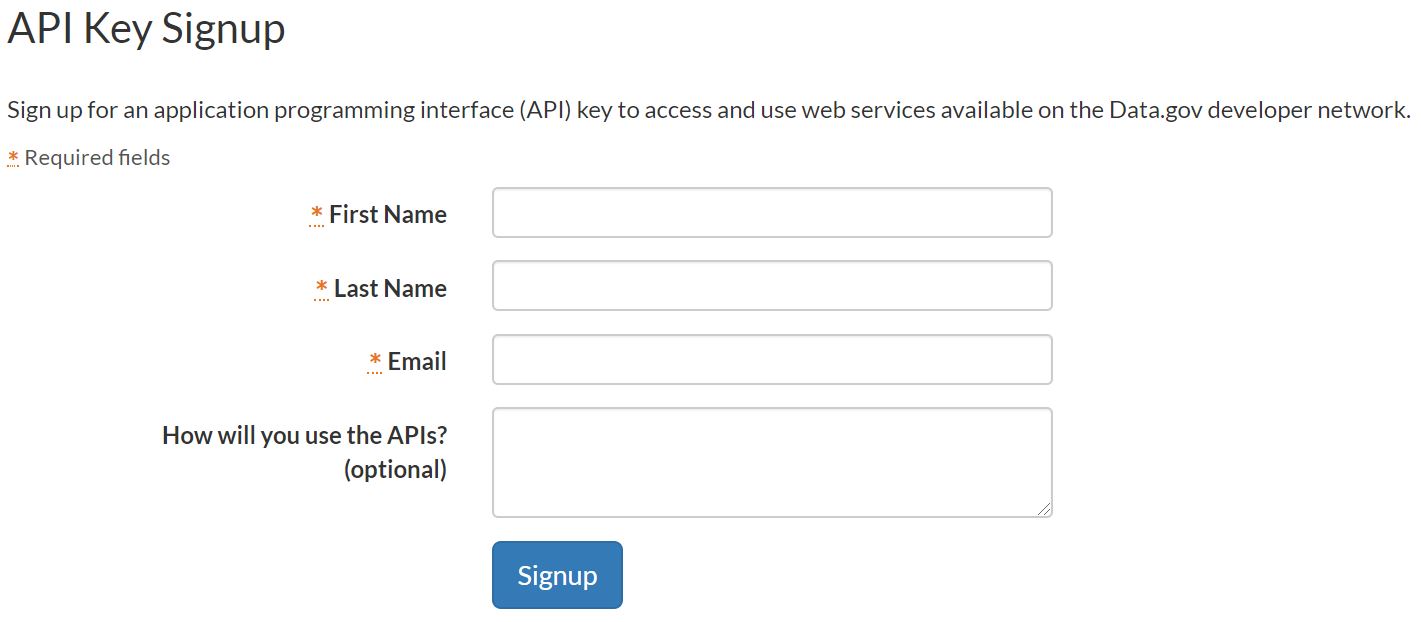 API Key Signup
Sign up for an application programming interface (API) key to access and use web services available on the Data.gov developer network.
* Required fields
* First Name
* Last Name
* Email
How will you use the APIs?
(optional)
Signup